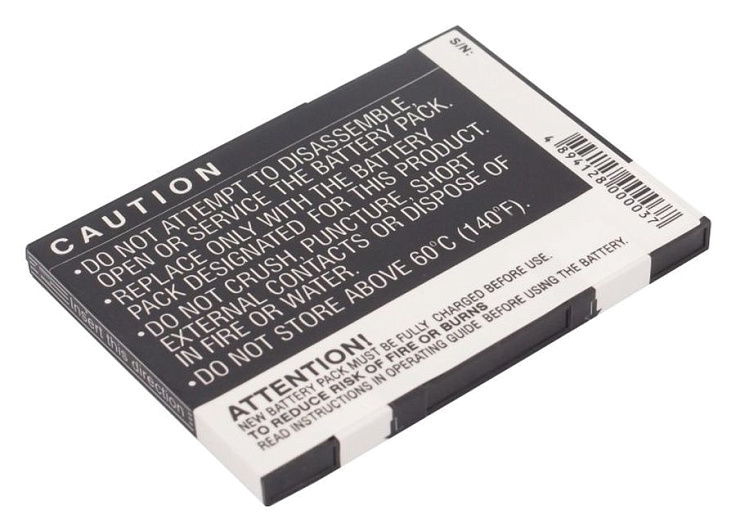 S/N:
CAUTION
•DO NOT ATTEMPT TO DISASSEMBLE,
OPEN OR SERVICE THE BATTERY PACK.
•REPLACE ONLY WITH THE BATTERY
PACK DESIGNATED FOR THIS PRODUCT.
•DO NOT CRUSH, PUNCTURE, SHORT
EXTERNAL CONTACTS OR DISPOSE OF
IN FIRE OR WATER.
•DO NOT STORE ABOVE 60°C (140°F).
4 894128 000037
ATTENTION!
NEW BATTERY PACK MUST BE FULLY CHARGED BEFORE USE.
TO REDUCE RISK OF FIRE OR BURNS
READ INSTRUCTIONS IN OPERATING GUIDE BEFORE USING THE BATTERY.
Insert this direction